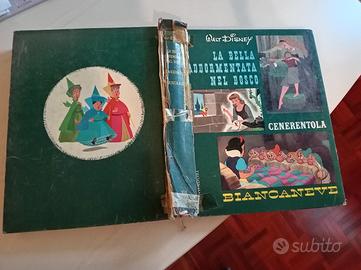 WALT DISNEY
LA BELLA
ADDORMENTATA
NEL BOSCO
CENERENTOLA
BIANCANEVE
subito